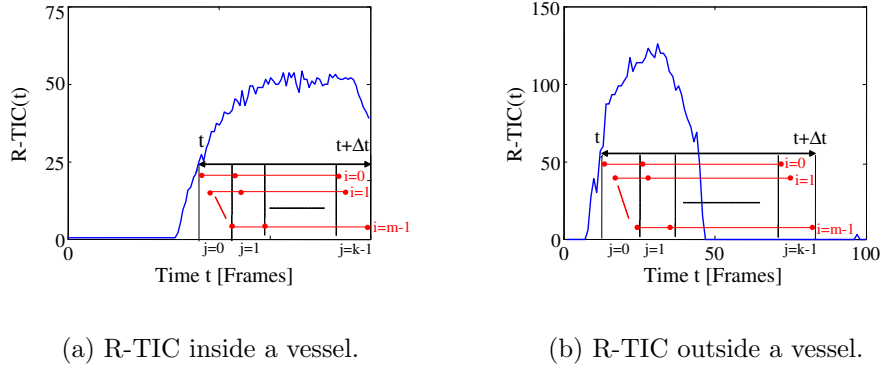 R-TIC(t)
75
50
25
0
t
t+Δt
i=0
i=1
i=m-1
j=0
j=1
j=k-1
0
100
Time t [Frames]
(a) R-TIC inside a vessel.
R-TIC(t)
150
100
50
0
t
t+Δt
i=0
i=1
i=m-1
j=0
j=1
j=k-1
50
100
Time t [Frames]
(b) R-TIC outside a vessel.